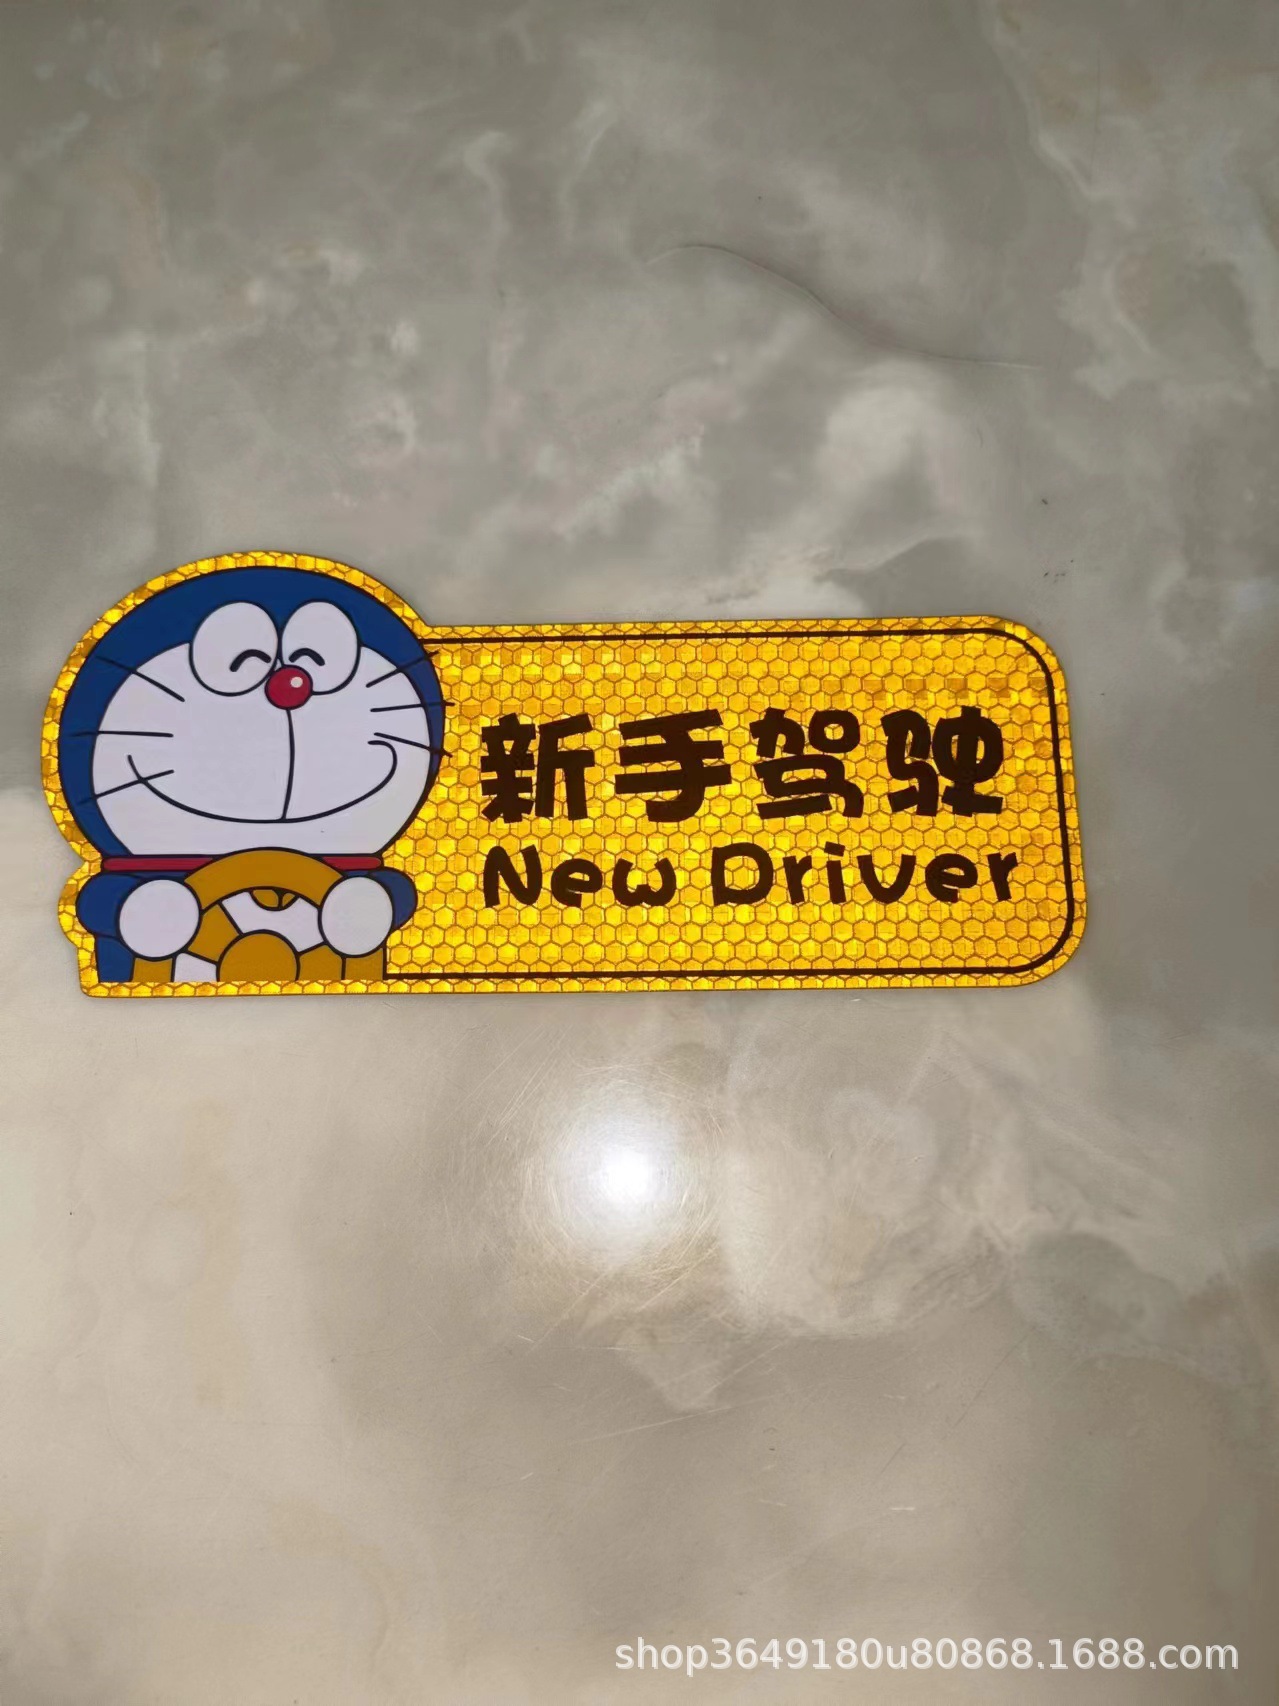 新手驾驶
New Driver
shop3649180u80868.1688.com